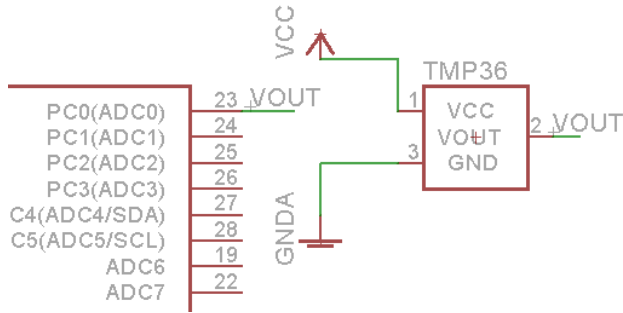 VCC
TMP36
23 VOUT
PC0(ADC0)
1
VCC
24
PC1(ADC1)
VOUT
2 VOUT
25
PC2(ADC2)
3
GND
26
PC3(ADC3)
27
C4(ADC4/SDA)
28
C5(ADC5/SCL)
GNDA
19
ADC6
22
ADC7